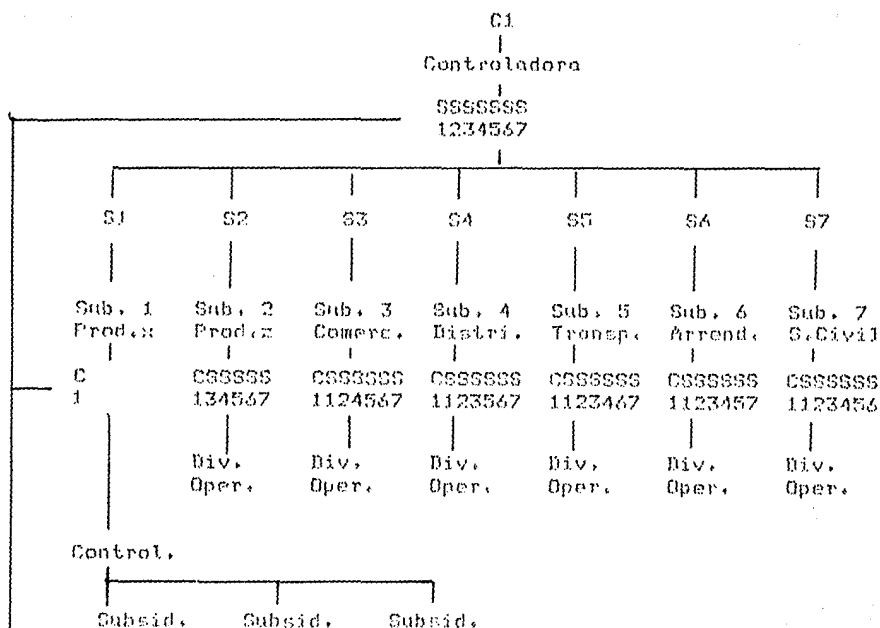 C1
Controladora
SSSSSSS
1234567
S1 S2 S3 S4 S5 S6 S7
Sub. 1 Sub. 2 Sub. 3 Sub. 4 Sub. 5 Sub. 6 Sub. 7
Prod.x Prod.z Comerc. Distri. Transp. Arrend. S.Civil
C CSSSSS CSSSSSS CSSSSSS CSSSSSS CSSSSSS CSSSSSS
1 134567 1124567 1123567 1123467 1123457 1123456
Div. Div. Div. Div. Div. Div.
Oper. Oper. Oper. Oper. Oper. Oper.
Control.
Subsid. Subsid. Subsid.